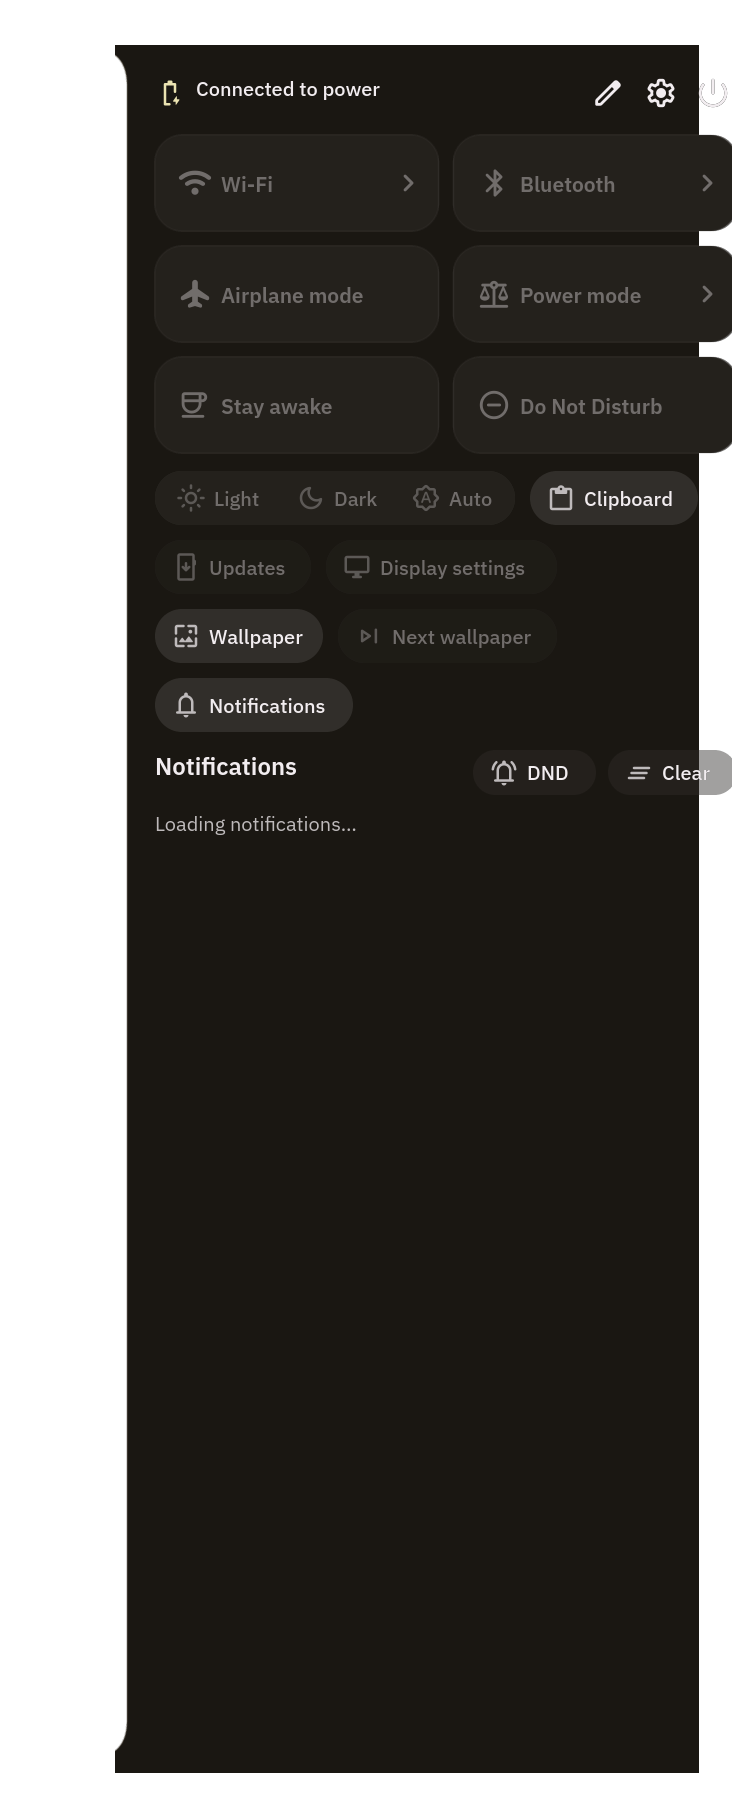 Connected to power
Wi-Fi
Bluetooth
Airplane mode
Power mode
Stay awake
Do Not Disturb
Light
Dark
Auto
Clipboard
Updates
Display settings
Wallpaper
Next wallpaper
Notifications
Notifications
DND
Clear
Loading notifications...